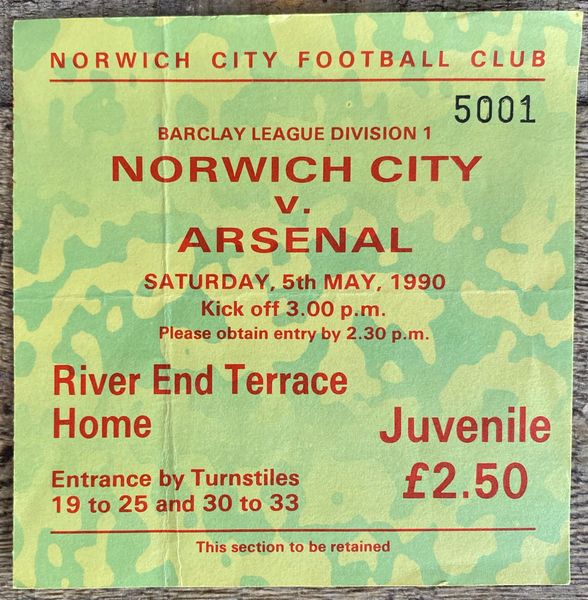 NORWICH CITY FOOTBALL CLUB
5001
BARCLAY LEAGUE DIVISION 1
NORWICH CITY
v.
ARSENAL
SATURDAY, 5th MAY, 1990
Kick off 3.00 p.m.
Please obtain entry by 2.30 p.m.
River End Terrace
Home
Juvenile
£2.50
Entrance by Turnstiles
19 to 25 and 30 to 33
This section to be retained